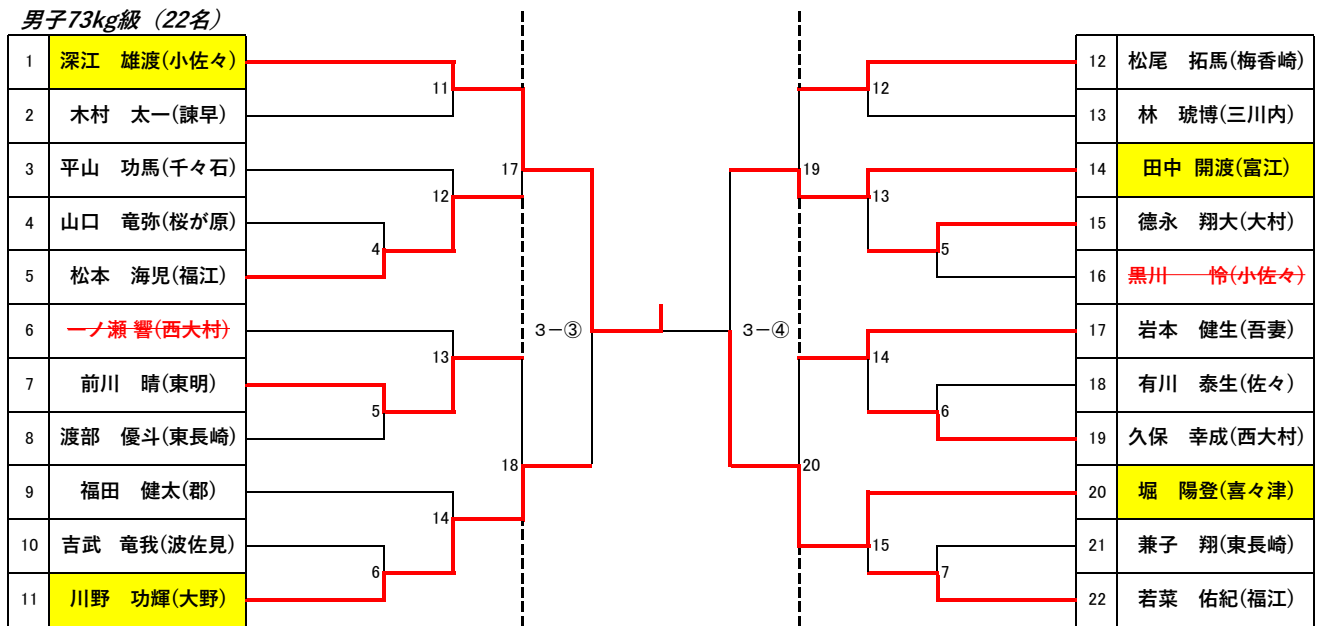 男子73kg級（22名）
1 深江　雄渡(小佐々)
2 木村　太一(諫早)
3 平山　功馬(千々石)
4 山口　竜弥(桜が原)
5 松本　海児(福江)
6 一ノ瀬 響(西大村)
7 前川　晴(東明)
8 渡部　優斗(東長崎)
9 福田　健太(郡)
10 吉武　竜我(波佐見)
11 川野　功輝(大野)
11
12
4
13
5
14
6
17
18
3－③
3－④
19
20
12
13
5
14
6
15
7
12 松尾　拓馬(梅香崎)
13 林　琥博(三川内)
14 田中 開渡(富江)
15 德永　翔大(大村)
16 黒川　　怜(小佐々)
17 岩本　健生(吾妻)
18 有川　泰生(佐々)
19 久保　幸成(西大村)
20 堀　陽登(喜々津)
21 兼子　翔(東長崎)
22 若菜　佑紀(福江)